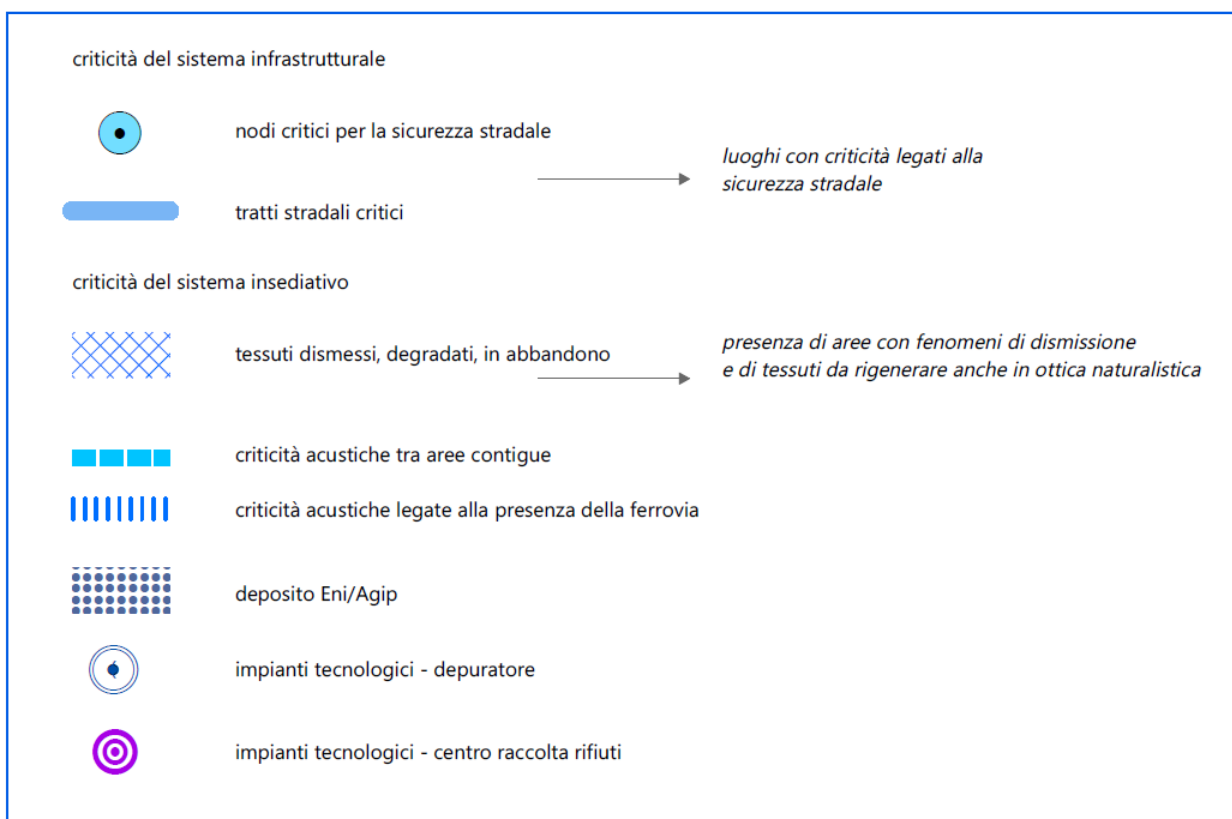 criticità del sistema infrastrutturale
nodi critici per la sicurezza stradale
luoghi con criticità legati alla
sicurezza stradale
tratti stradali critici
criticità del sistema insediativo
tessuti dismessi, degradati, in abbandono
presenza di aree con fenomeni di dismissione
e di tessuti da rigenerare anche in ottica naturalistica
criticità acustiche tra aree contigue
criticità acustiche legate alla presenza della ferrovia
deposito Eni/Agip
impianti tecnologici - depuratore
impianti tecnologici - centro raccolta rifiuti